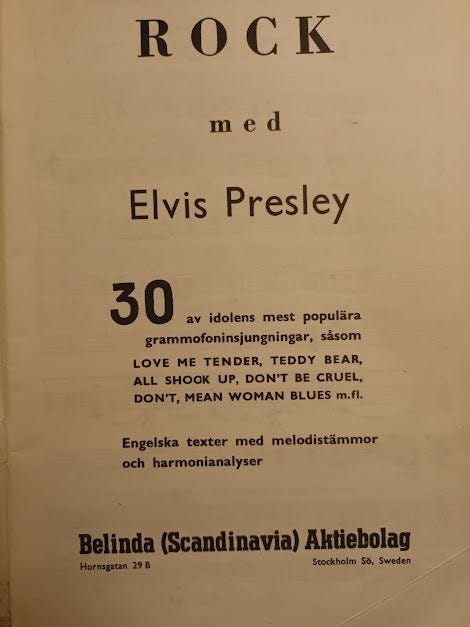 ROCK
med
Elvis Presley
30 av idolens mest populära
grammofoninsjungningar, såsom
LOVE ME TENDER, TEDDY BEAR,
ALL SHOOK UP, DON'T BE CRUEL,
DON'T, MEAN WOMAN BLUES m.fl.
Engelska texter med melodistämmor
och harmonianalyser
Belinda (Scandinavia) Aktiebolag
Hornsgatan 29 B Stockholm Sö, Sweden